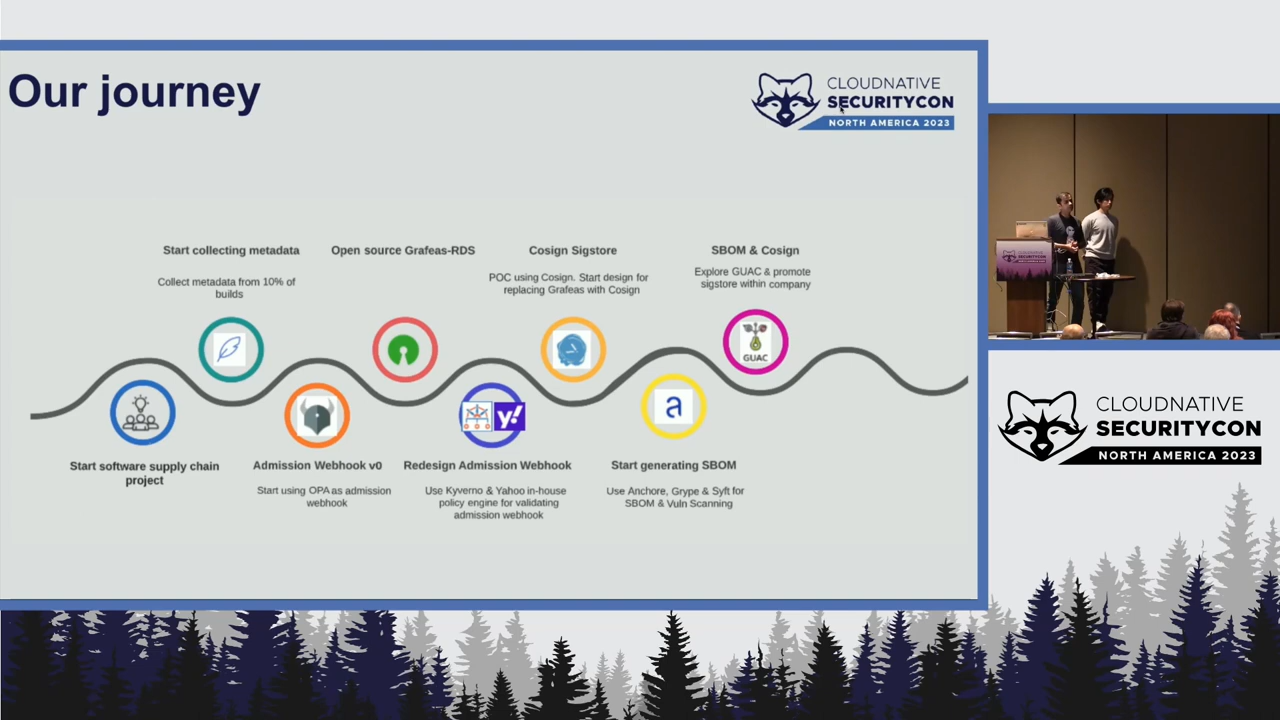 Our journey
CLOUDNATIVE
SECURITYCON
NORTH AMERICA 2023
Start collecting metadata
Collect metadata from 10% of
builds
Open source Grafeas-RDS
Cosign Sigstore
POC using Cosign. Start design for
replacing Grafeas with Cosign
SBOM & Cosign
Explore GUAC & promote
sigstore within company
GUAC
y!
a
Start software supply chain
project
Admission Webhook v0
Start using OPA as admission
webhook
Redesign Admission Webhook
Use Kyverno & Yahoo in-house
policy engine for validating
admission webhook
Start generating SBOM
Use Anchore, Grype & Syft for
SBOM & Vuln Scanning
CLOUDNATIVE
SECURITYCON
NORTH AMERICA 2023